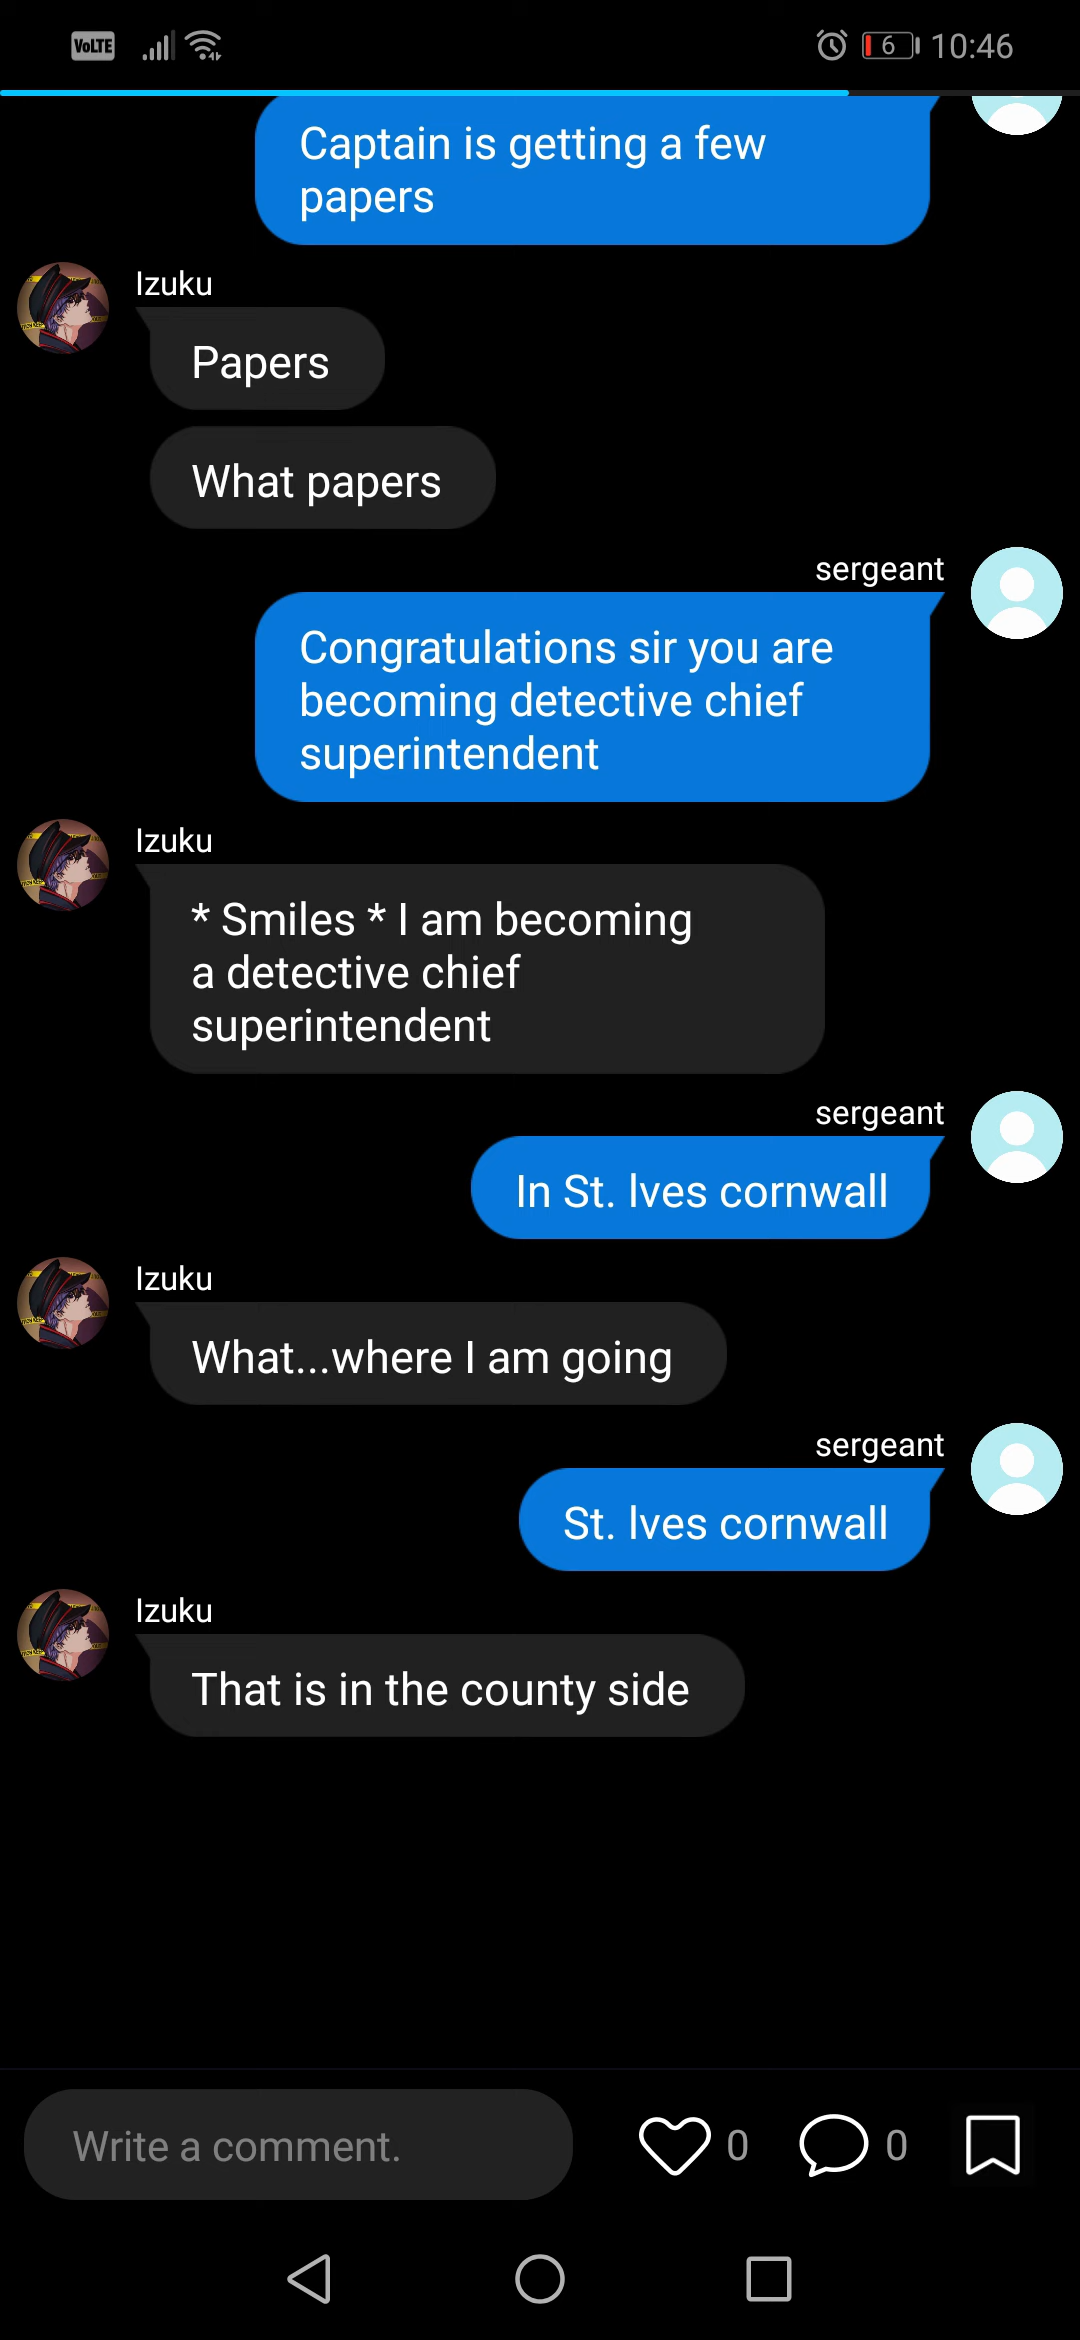 VoLTE 6 10:46
Captain is getting a few
papers
Izuku
Papers
What papers
sergeant
Congratulations sir you are
becoming detective chief
superintendent
Izuku
* Smiles * I am becoming
a detective chief
superintendent
sergeant
In St. Ives cornwall
Izuku
What...where I am going
sergeant
St. Ives cornwall
Izuku
That is in the county side
Write a comment. 0 0